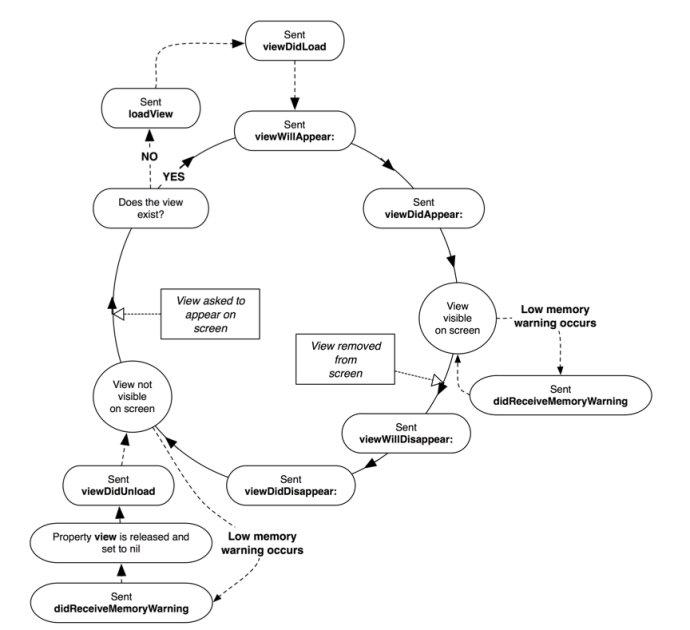 Sent
viewDidLoad
Sent
loadView
Sent
viewWillAppear:
NO
YES
Does the view
exist?
Sent
viewDidAppear:
View asked to
appear on
screen
View
visible
on screen
Low memory
warning occurs
View removed
from
screen
View not
visible
on screen
Sent
didReceiveMemoryWarning
Sent
viewWillDisappear:
Sent
viewDidUnload
Sent
viewDidDisappear:
Property view is released and
set to nil
Low memory
warning occurs
Sent
didReceiveMemoryWarning